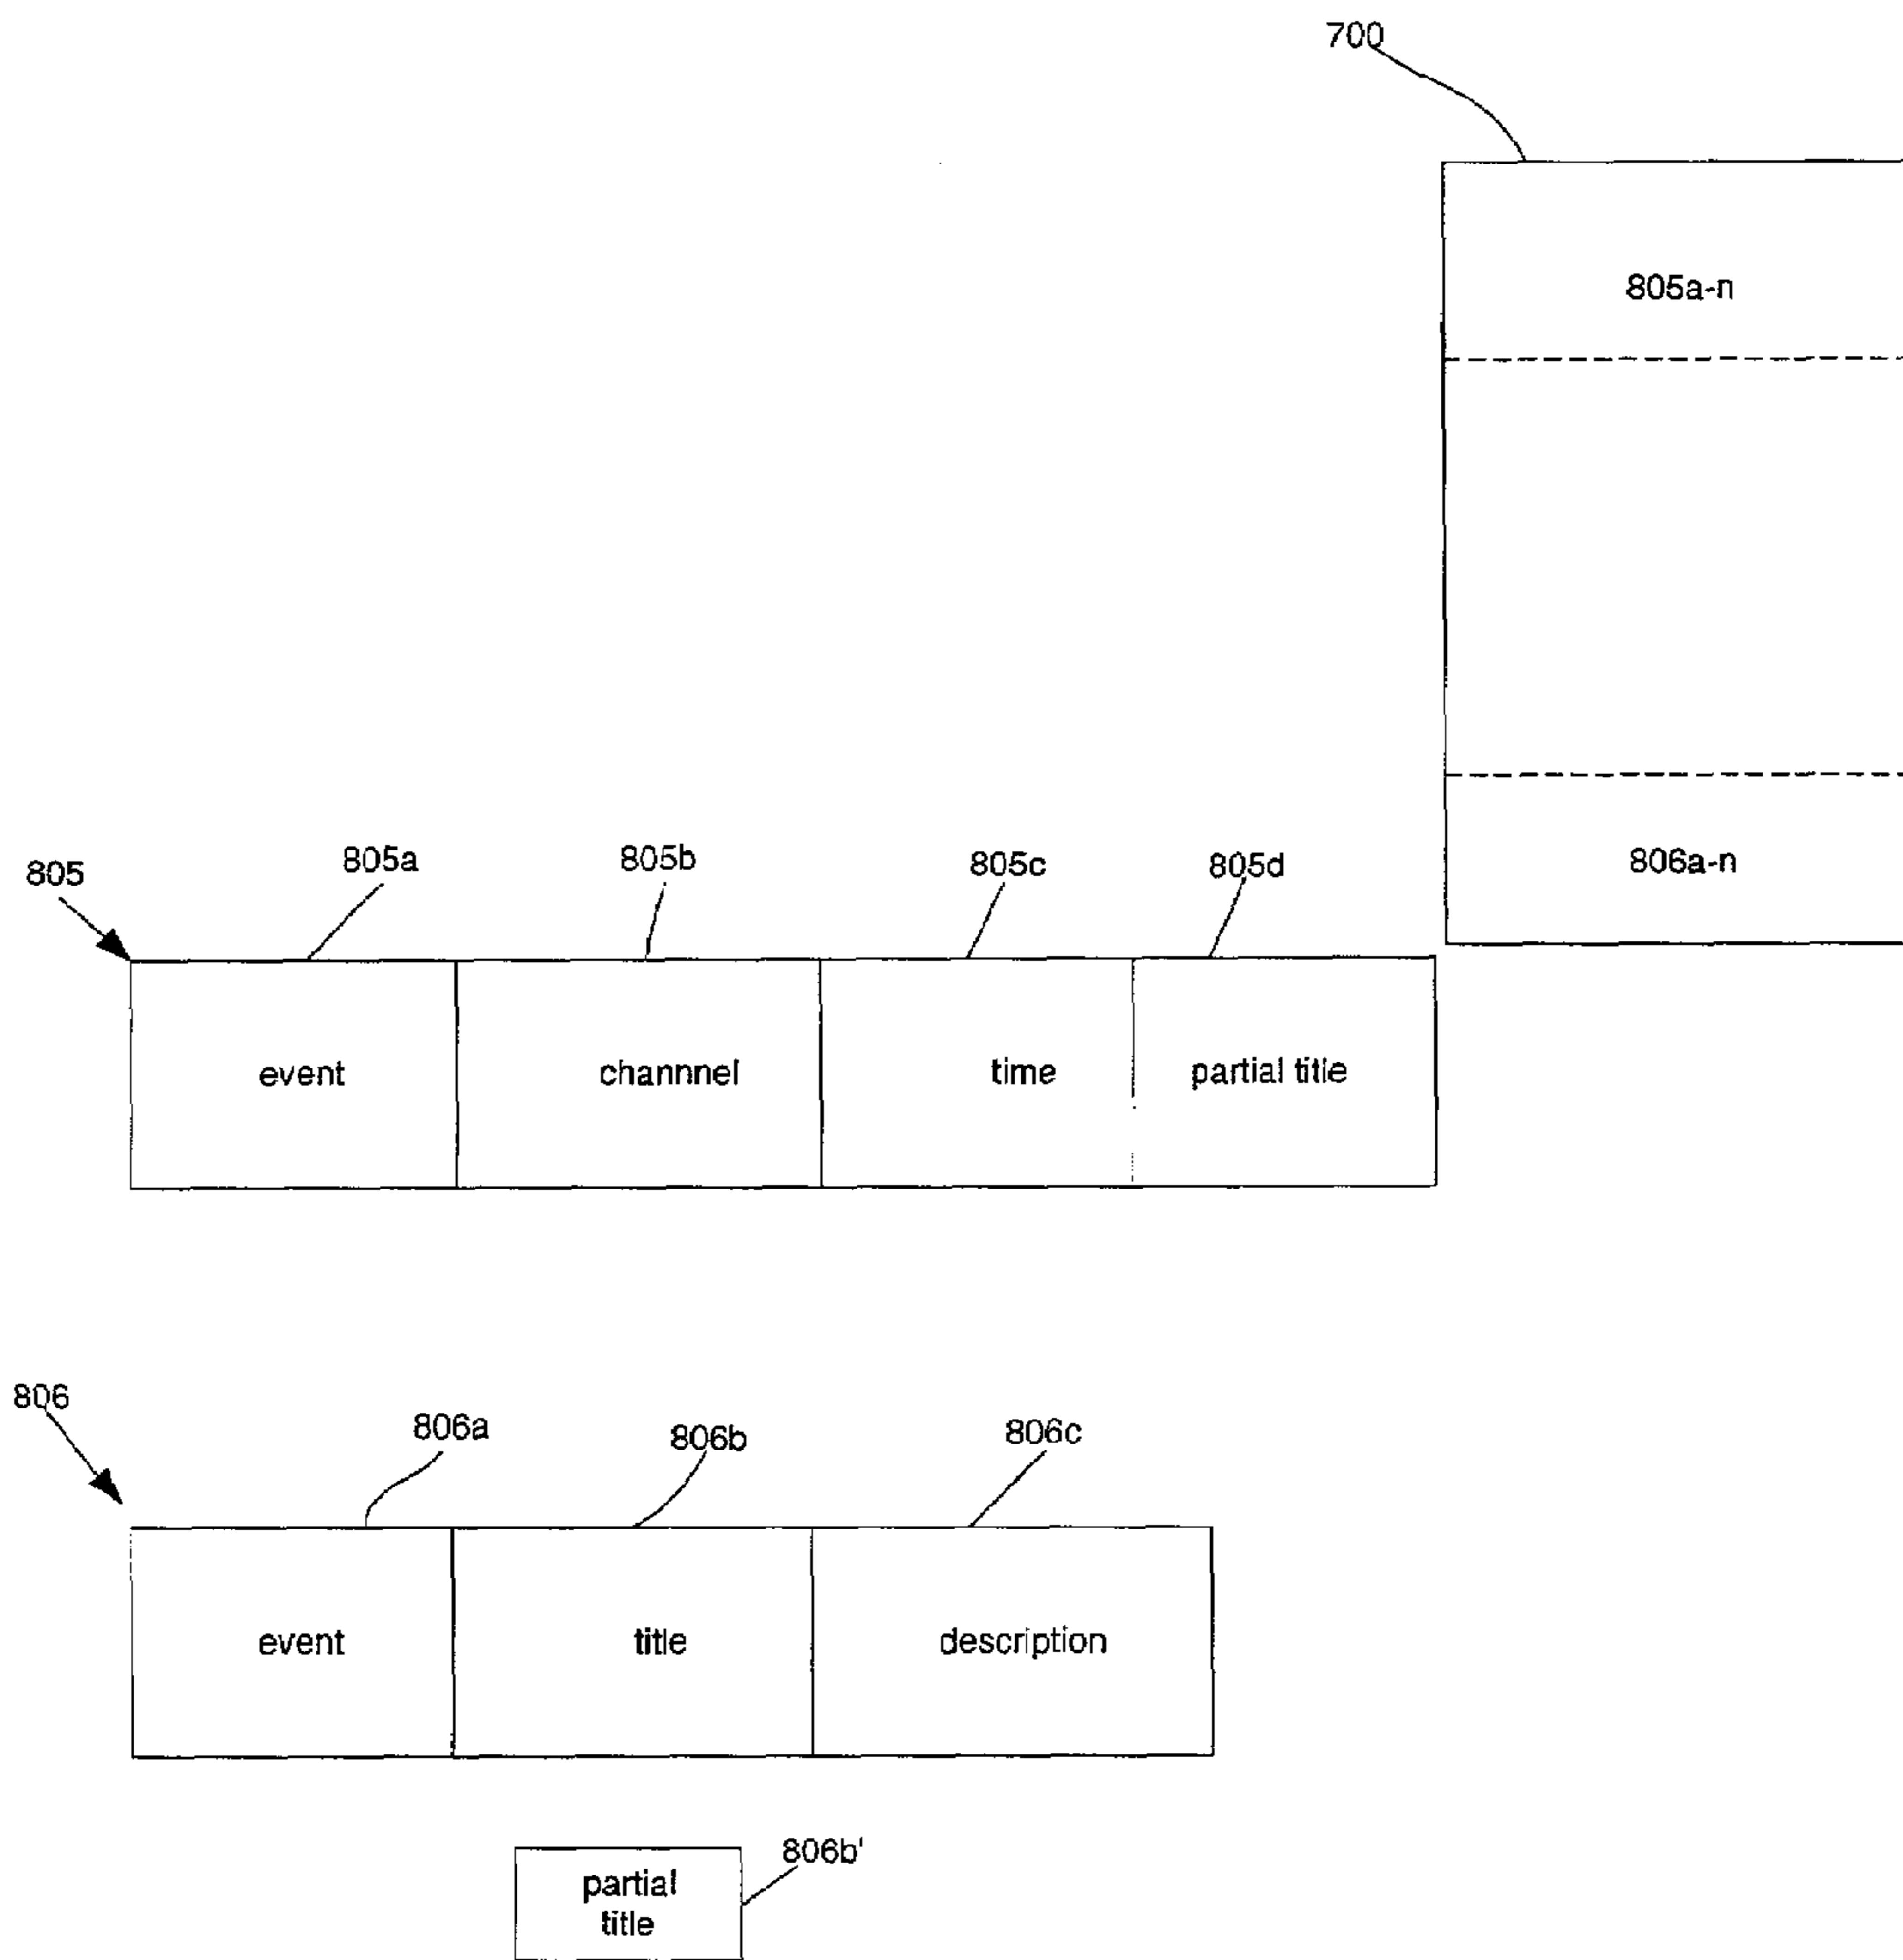 700
805a-n
806a-n
805
805a
805b
805c
805d
event
channnel
time
partial title
806
806a
806b
806c
event
title
description
partial
title
806b'